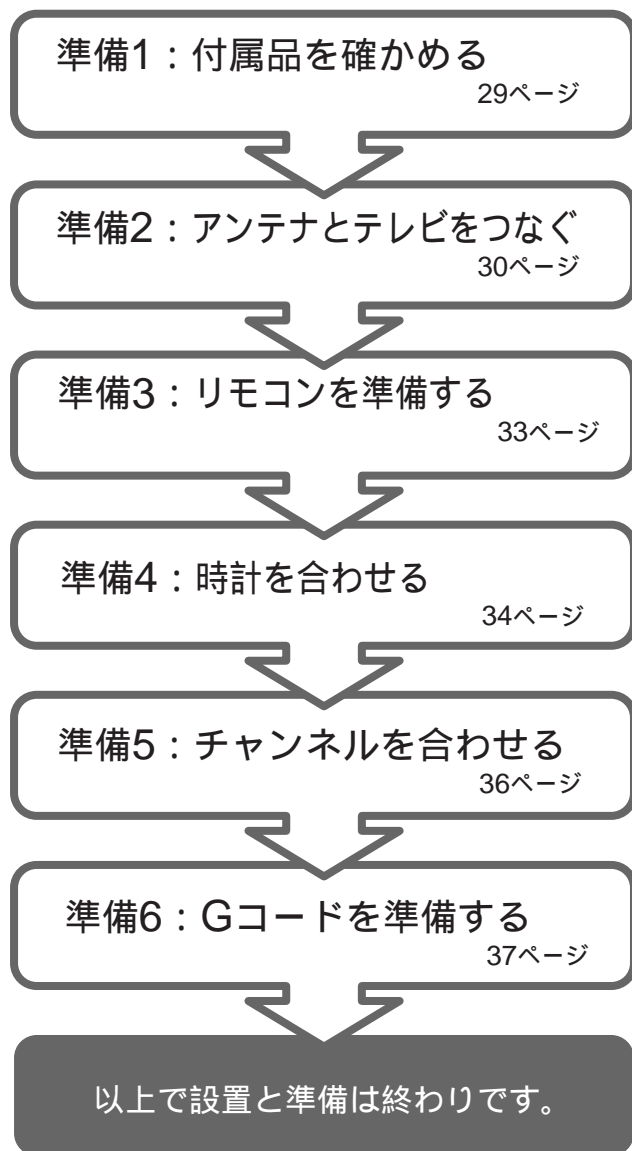 準備1：付属品を確かめる
29ページ
準備2：アンテナとテレビをつなぐ
30ページ
準備3：リモコンを準備する
33ページ
準備4：時計を合わせる
34ページ
準備5：チャンネルを合わせる
36ページ
準備6：Gコードを準備する
37ページ
以上で設置と準備は終わりです。